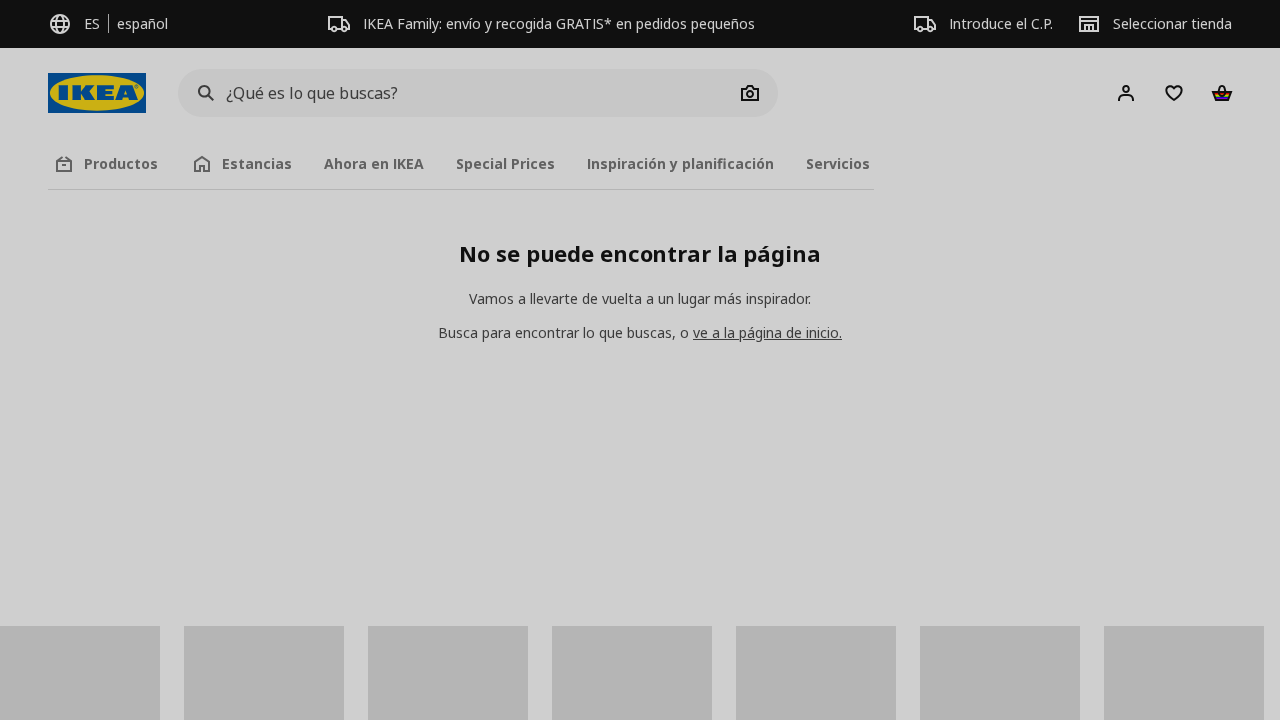 ES español
IKEA Family: envío y recogida GRATIS* en pedidos pequeños
Introduce el C.P.
Seleccionar tienda
IKEA
¿Qué es lo que buscas?
Productos
Estancias
Ahora en IKEA
Special Prices
Inspiración y planificación
Servicios
No se puede encontrar la página
Vamos a llevarte de vuelta a un lugar más inspirador.
Busca para encontrar lo que buscas, o ve a la página de inicio.